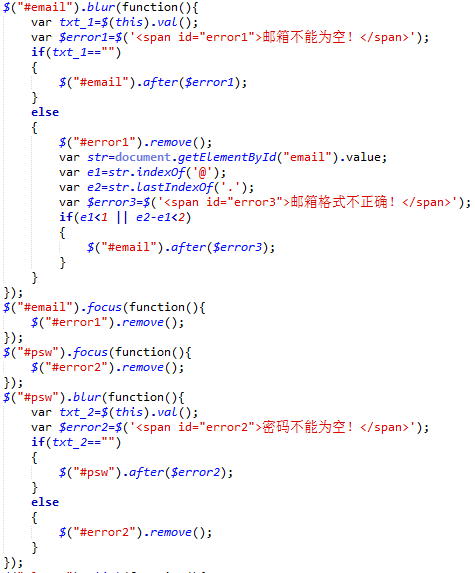 $("#email").blur(function(){
    var txt_1=$(this).val();
    var $error1=$('<span id="error1">邮箱不能为空！</span>');
    if(txt_1=="")
    {
        $("#email").after($error1);
    }
    else
    {
        $("#error1").remove();
        var str=document.getElementById("email").value;
        var e1=str.indexOf('@');
        var e2=str.lastIndexOf('.');
        var $error3=$('<span id="error3">邮箱格式不正确！</span>');
        if(e1<1 || e2-e1<2)
        {
            $("#email").after($error3);
        }
    }
});
$("#email").focus(function(){
    $("#error1").remove();
});
$("#psw").focus(function(){
    $("#error2").remove();
});
$("#psw").blur(function(){
    var txt_2=$(this).val();
    var $error2=$('<span id="error2">密码不能为空！</span>');
    if(txt_2=="")
    {
        $("#psw").after($error2);
    }
    else
    {
        $("#error2").remove();
    }
});